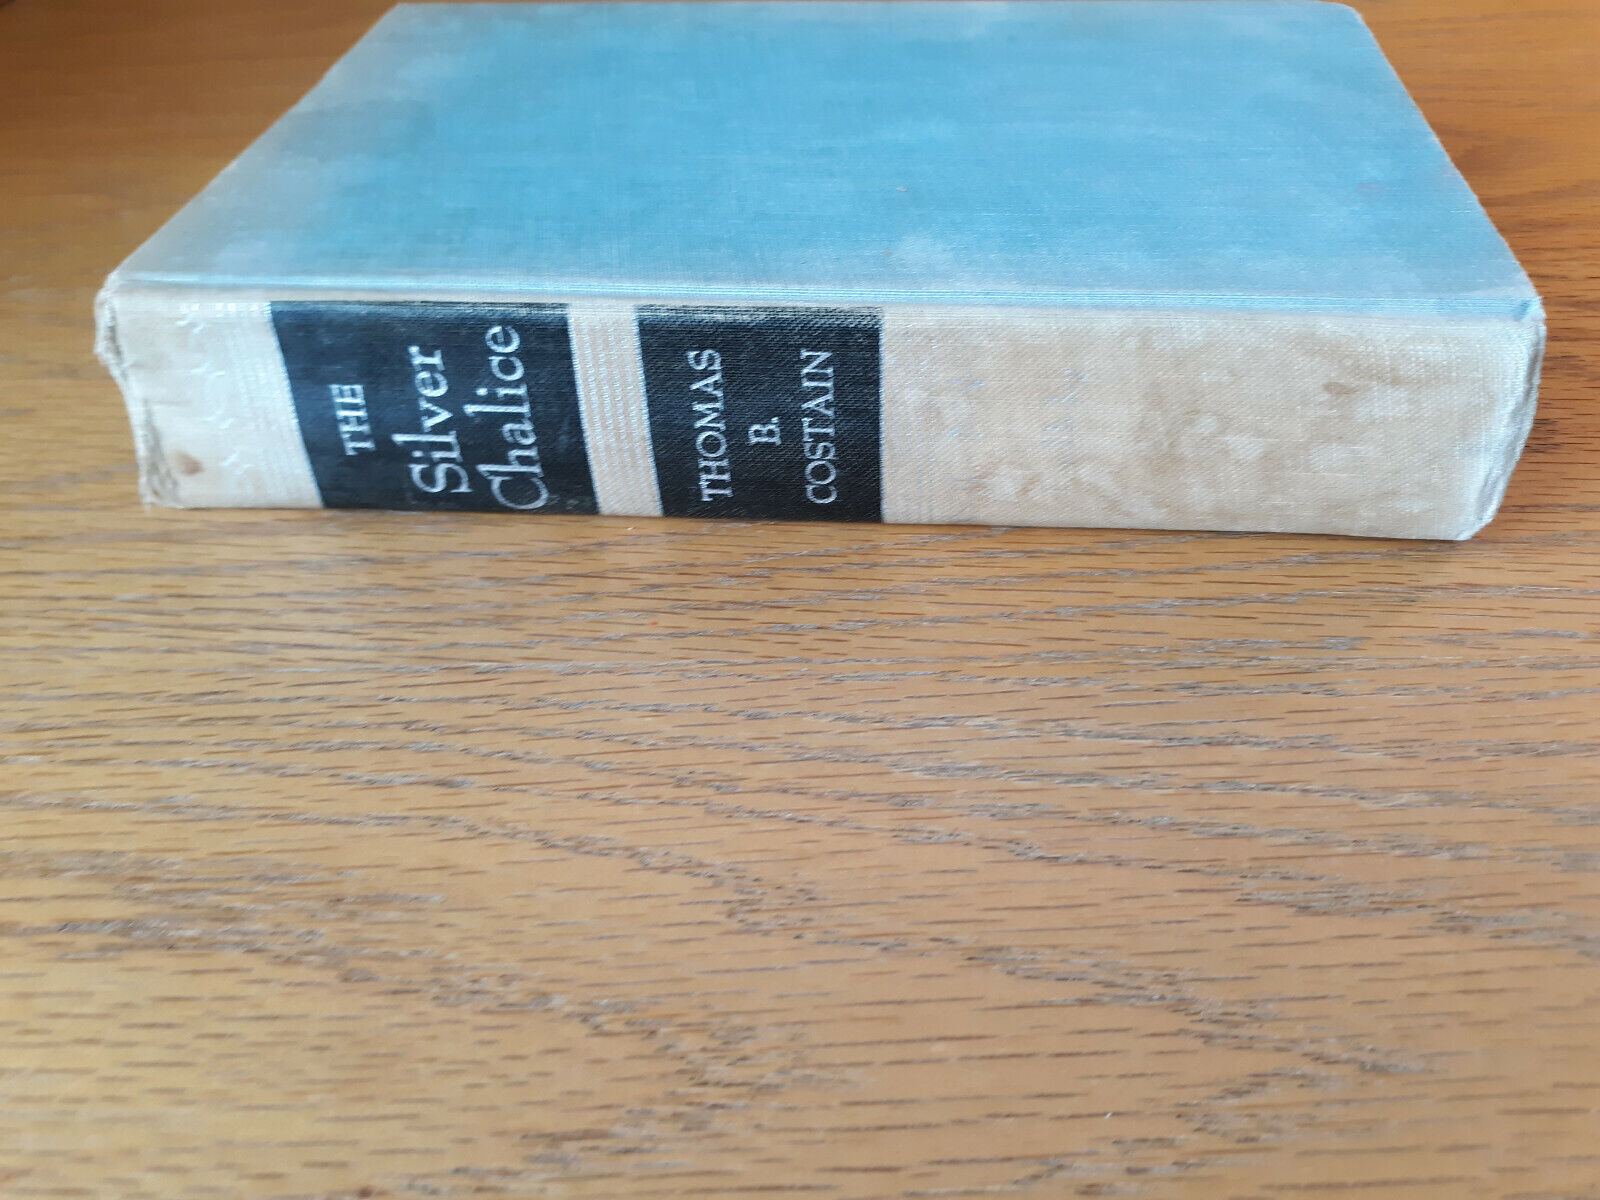 THE
Silver
Chalice
THOMAS
B.
COSTAIN